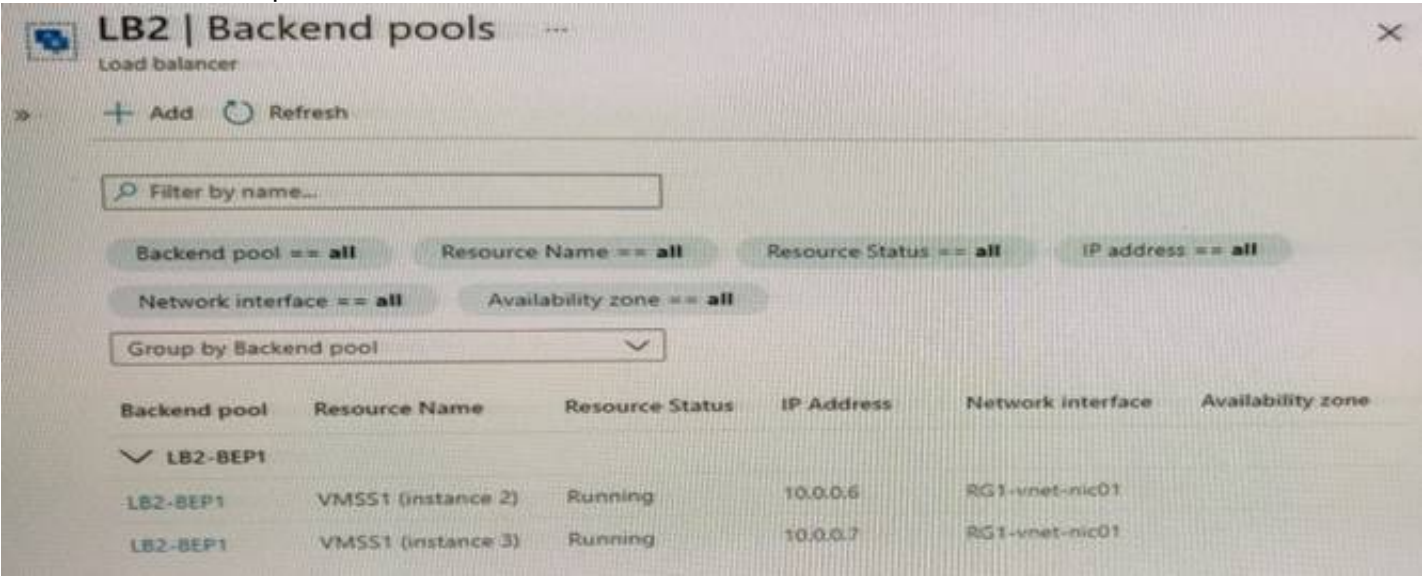 LB2 | Backend pools ...
Load balancer
» + Add Refresh
Filter by name...
Backend pool == all Resource Name == all Resource Status == all IP address == all
Network interface == all Availability zone == all
Group by Backend pool
Backend pool Resource Name Resource Status IP Address Network interface Availability zone
LB2-BEP1
LB2-BEP1 VMSS1 (instance 2) Running 10.0.0.6 RG1-vnet-nic01
LB2-BEP1 VMSS1 (instance 3) Running 10.0.0.7 RG1-vnet-nic01